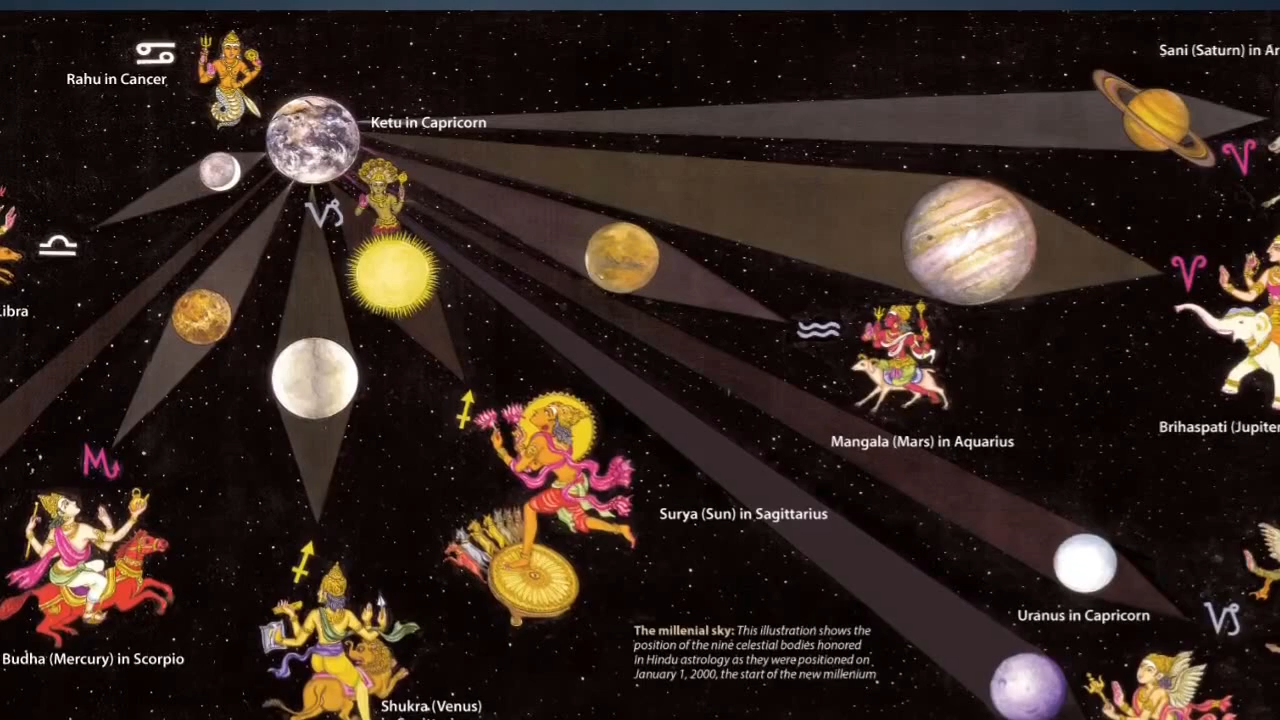 Sani (Saturn) in Ar
Rahu in Cancer
Ketu in Capricorn
Libra
Brihaspati (Jupiter
Mangala (Mars) in Aquarius
Surya (Sun) in Sagittarius
Uranus in Capricorn
The millenial sky: This illustration shows the
position of the nine celestial bodies honored
in Hindu astrology as they were positioned on
January 1, 2000, the start of the new millenium
Budha (Mercury) in Scorpio
Shukra (Venus)